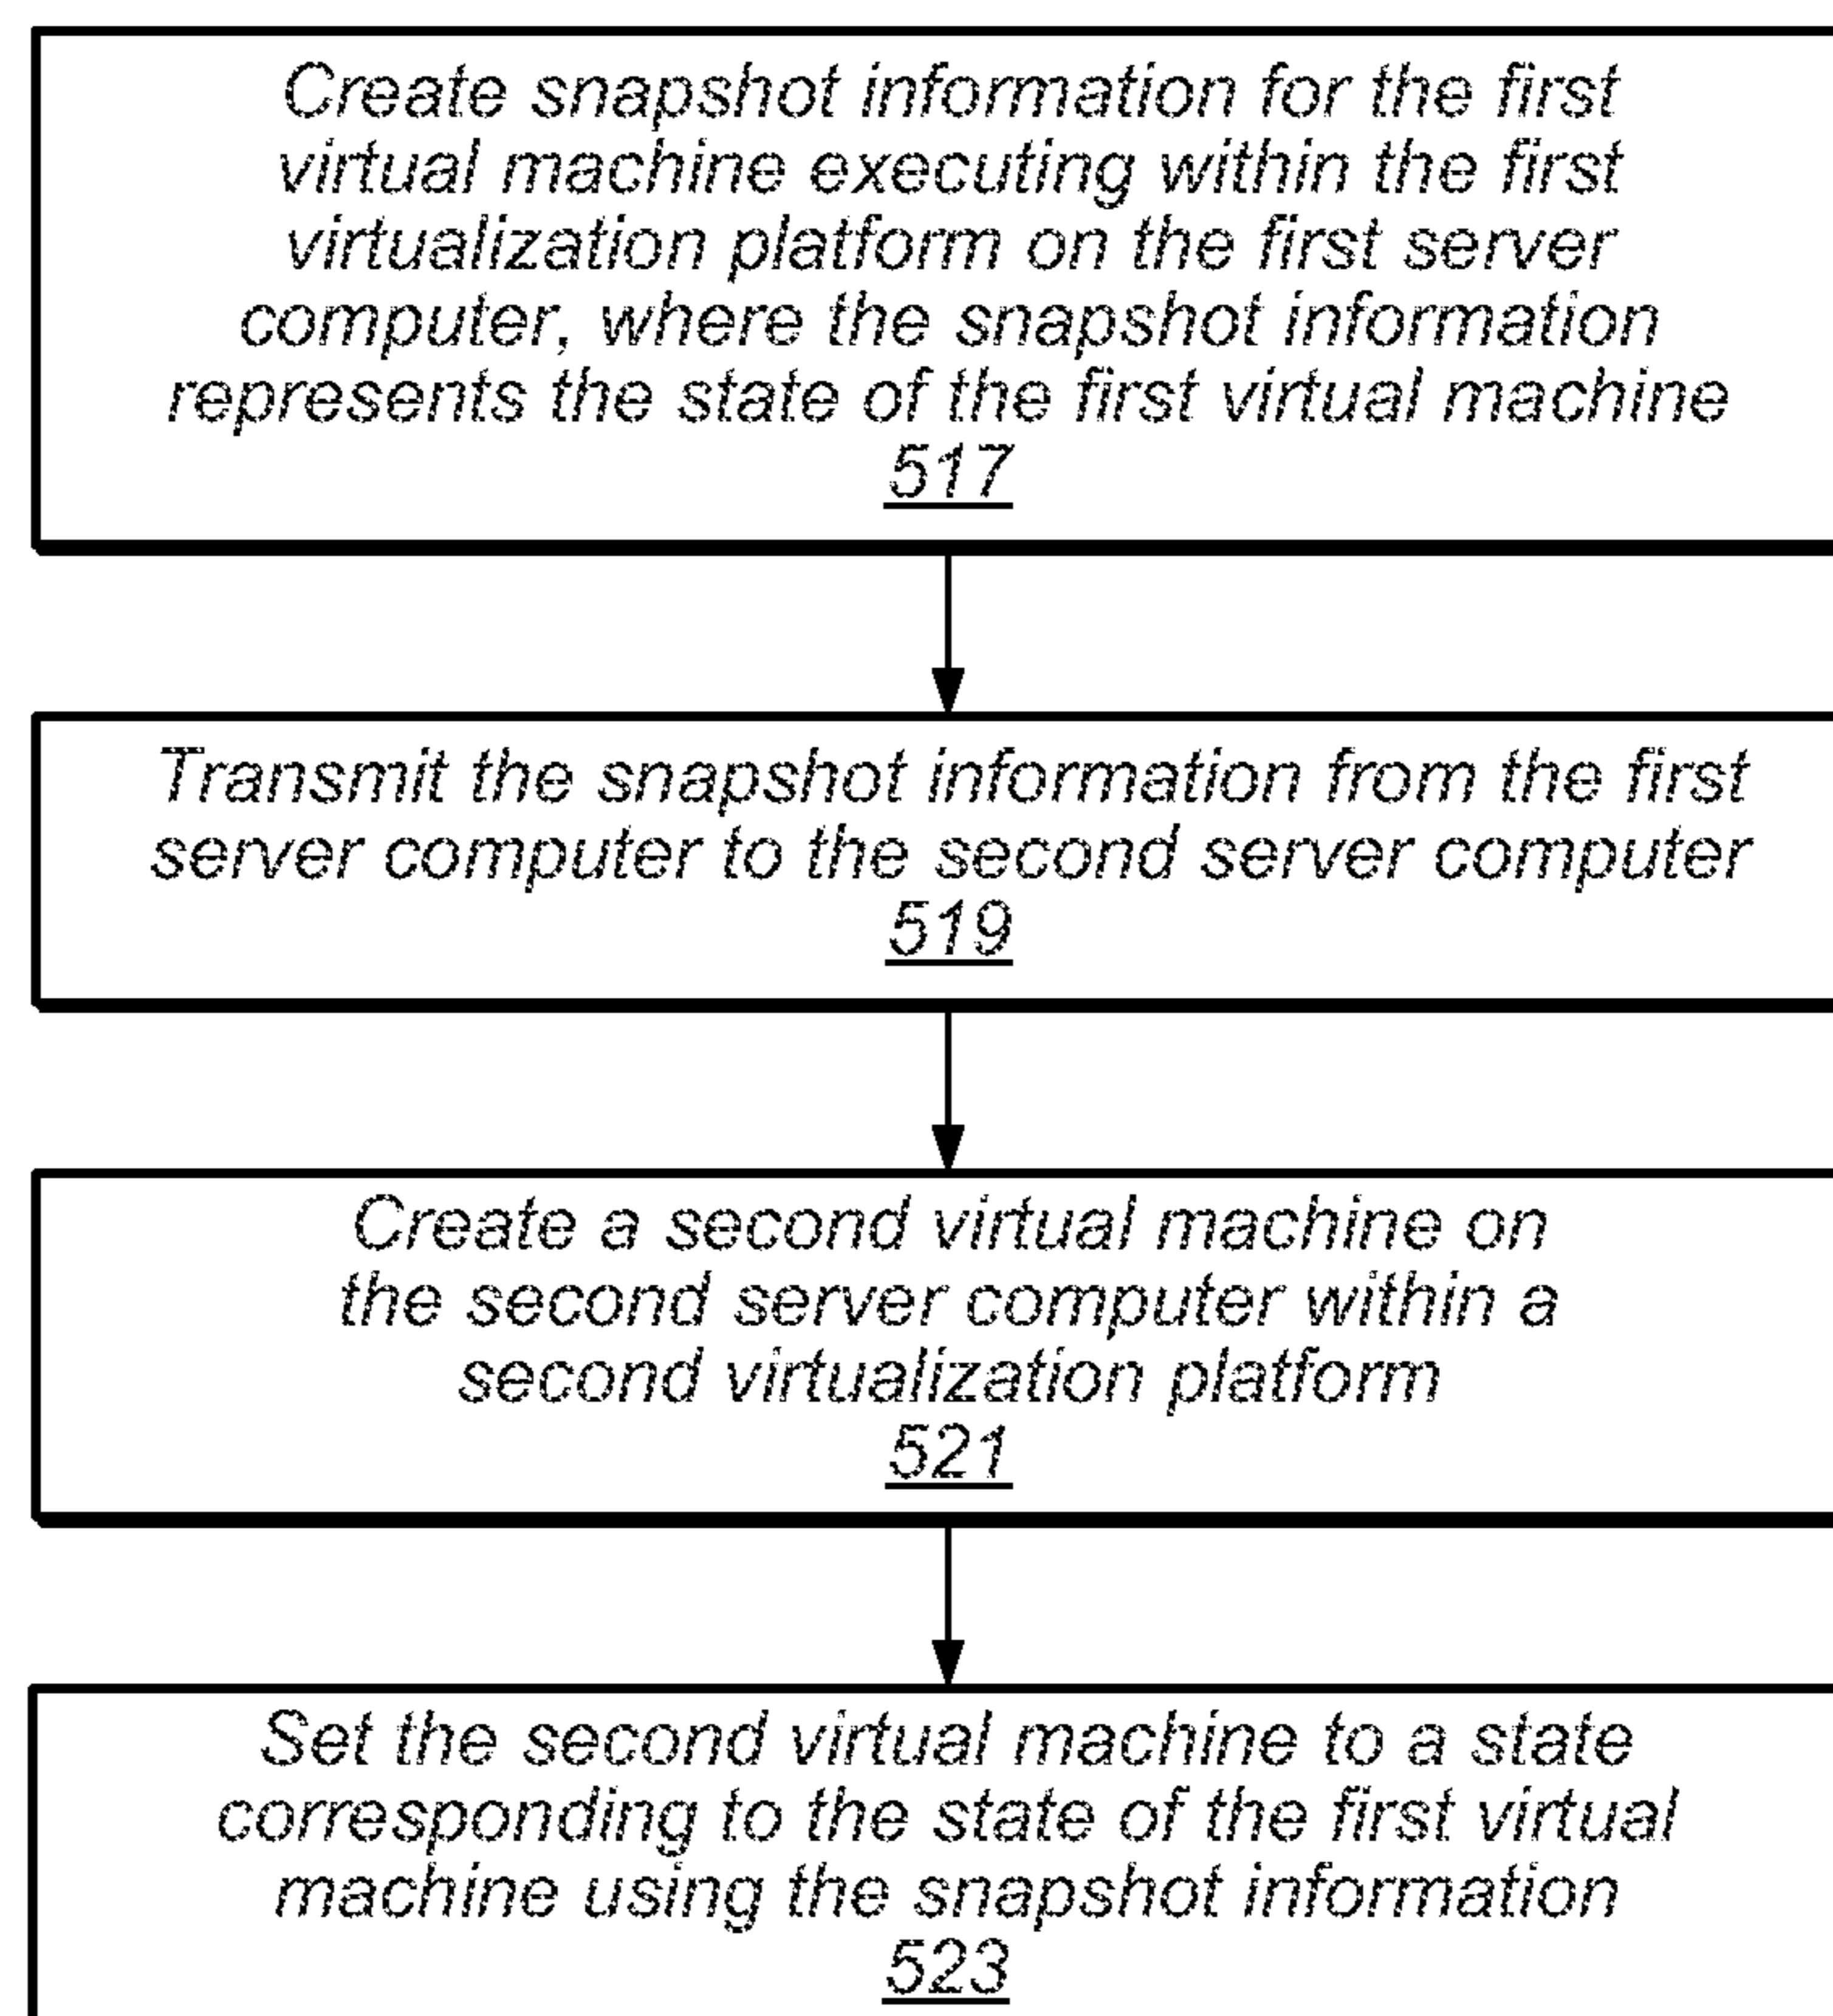 Create snapshot information for the first
virtual machine executing within the first
virtualization platform on the first server
computer, where the snapshot information
represents the state of the first virtual machine
517
Transmit the snapshot information from the first
server computer to the second server computer
519
Create a second virtual machine on
the second server computer within a
second virtualization platform
521
Set the second virtual machine to a state
corresponding to the state of the first virtual
machine using the snapshot information
523